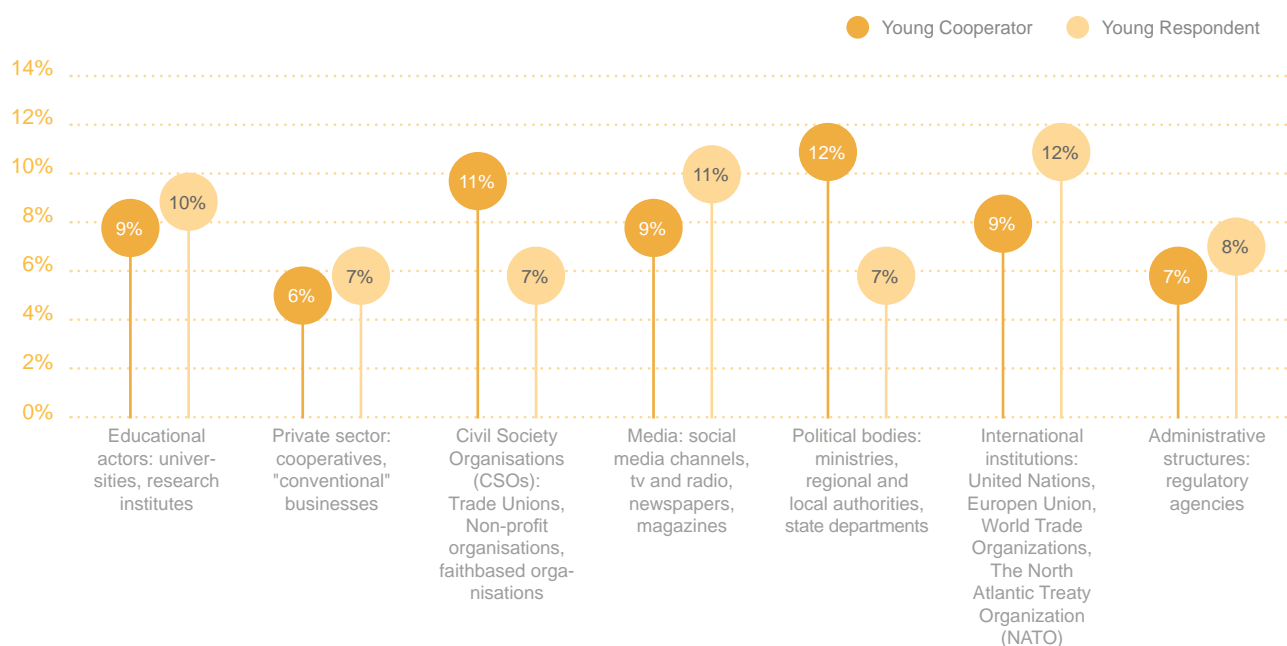 Young Cooperator
Young Respondent
14%
12%
10%
8%
6%
4%
2%
0%
9%
10%
6%
7%
11%
7%
9%
11%
12%
7%
9%
12%
7%
8%
Educational
actors: univer-
sities, research
institutes
Private sector:
cooperatives,
"conventional"
businesses
Civil Society
Organisations
(CSOs):
Trade Unions,
Non-profit
organisations,
faithbased orga-
nisations
Media: social
media channels,
tv and radio,
newspapers,
magazines
Political bodies:
ministries,
regional and
local authorities,
state departments
International
institutions:
United Nations,
Europen Union,
World Trade
Organizations,
The North
Atlantic Treaty
Organization
(NATO)
Administrative
structures:
regulatory
agencies